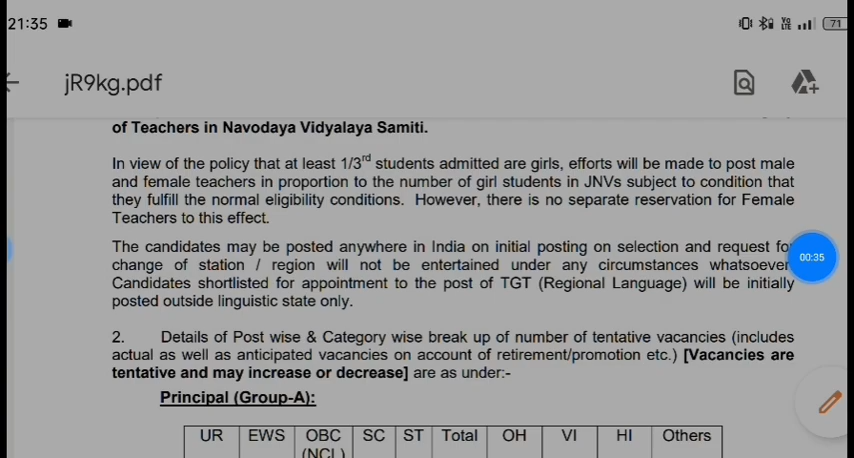 21:35
VO LTE 71
jR9kg.pdf
of Teachers in Navodaya Vidyalaya Samiti.
In view of the policy that at least 1/3rd students admitted are girls, efforts will be made to post male
and female teachers in proportion to the number of girl students in JNVs subject to condition that
they fulfill the normal eligibility conditions. However, there is no separate reservation for Female
Teachers to this effect.
The candidates may be posted anywhere in India on initial posting on selection and request for
change of station / region will not be entertained under any circumstances whatsoever
00:35
Candidates shortlisted for appointment to the post of TGT (Regional Language) will be initially
posted outside linguistic state only.
2. Details of Post wise & Category wise break up of number of tentative vacancies (includes
actual as well as anticipated vacancies on account of retirement/promotion etc.) [Vacancies are
tentative and may increase or decrease] are as under:-
Principal (Group-A):
UR EWS OBC SC ST Total OH VI HI Others
(NCL)